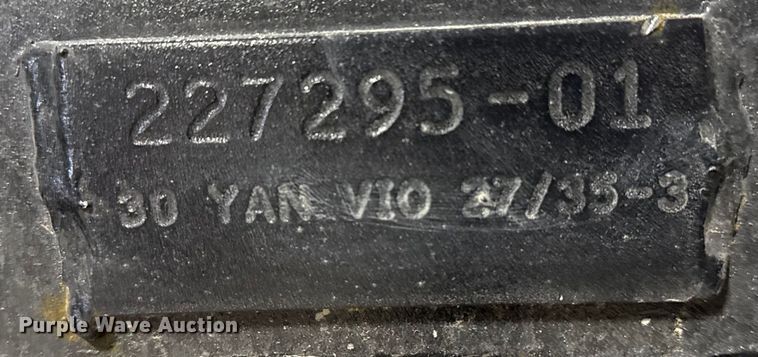 227295-01
30 YAN VIO 27/35-3
Purple Wave Auction